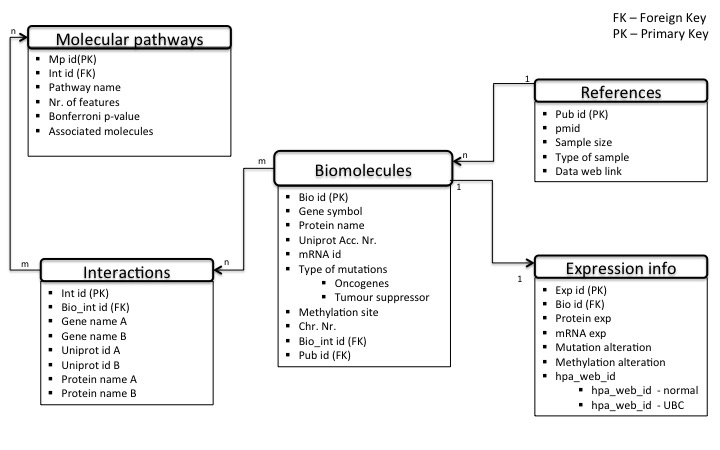 FK – Foreign Key
PK – Primary Key
n
Molecular pathways
▪ Mp id(PK)
▪ Int id (FK)
▪ Pathway name
▪ Nr. of features
▪ Bonferroni p-value
▪ Associated molecules
1
References
▪ Pub id (PK)
▪ pmid
▪ Sample size
▪ Type of sample
▪ Data web link
m
n
Biomolecules
1
▪ Bio id (PK)
▪ Gene symbol
▪ Protein name
▪ Uniprot Acc. Nr.
▪ mRNA id
▪ Type of mutations
▪ Oncogenes
▪ Tumour suppressor
▪ Methylation site
▪ Chr. Nr.
▪ Bio_int id (FK)
▪ Pub id (FK)
m
n
Interactions
▪ Int id (PK)
▪ Bio_int id (FK)
▪ Gene name A
▪ Gene name B
▪ Uniprot id A
▪ Uniprot id B
▪ Protein name A
▪ Protein name B
1
Expression info
▪ Exp id (PK)
▪ Bio id (FK)
▪ Protein exp
▪ mRNA exp
▪ Mutation alteration
▪ Methylation alteration
▪ hpa_web_id
▪ hpa_web_id - normal
▪ hpa_web_id - UBC